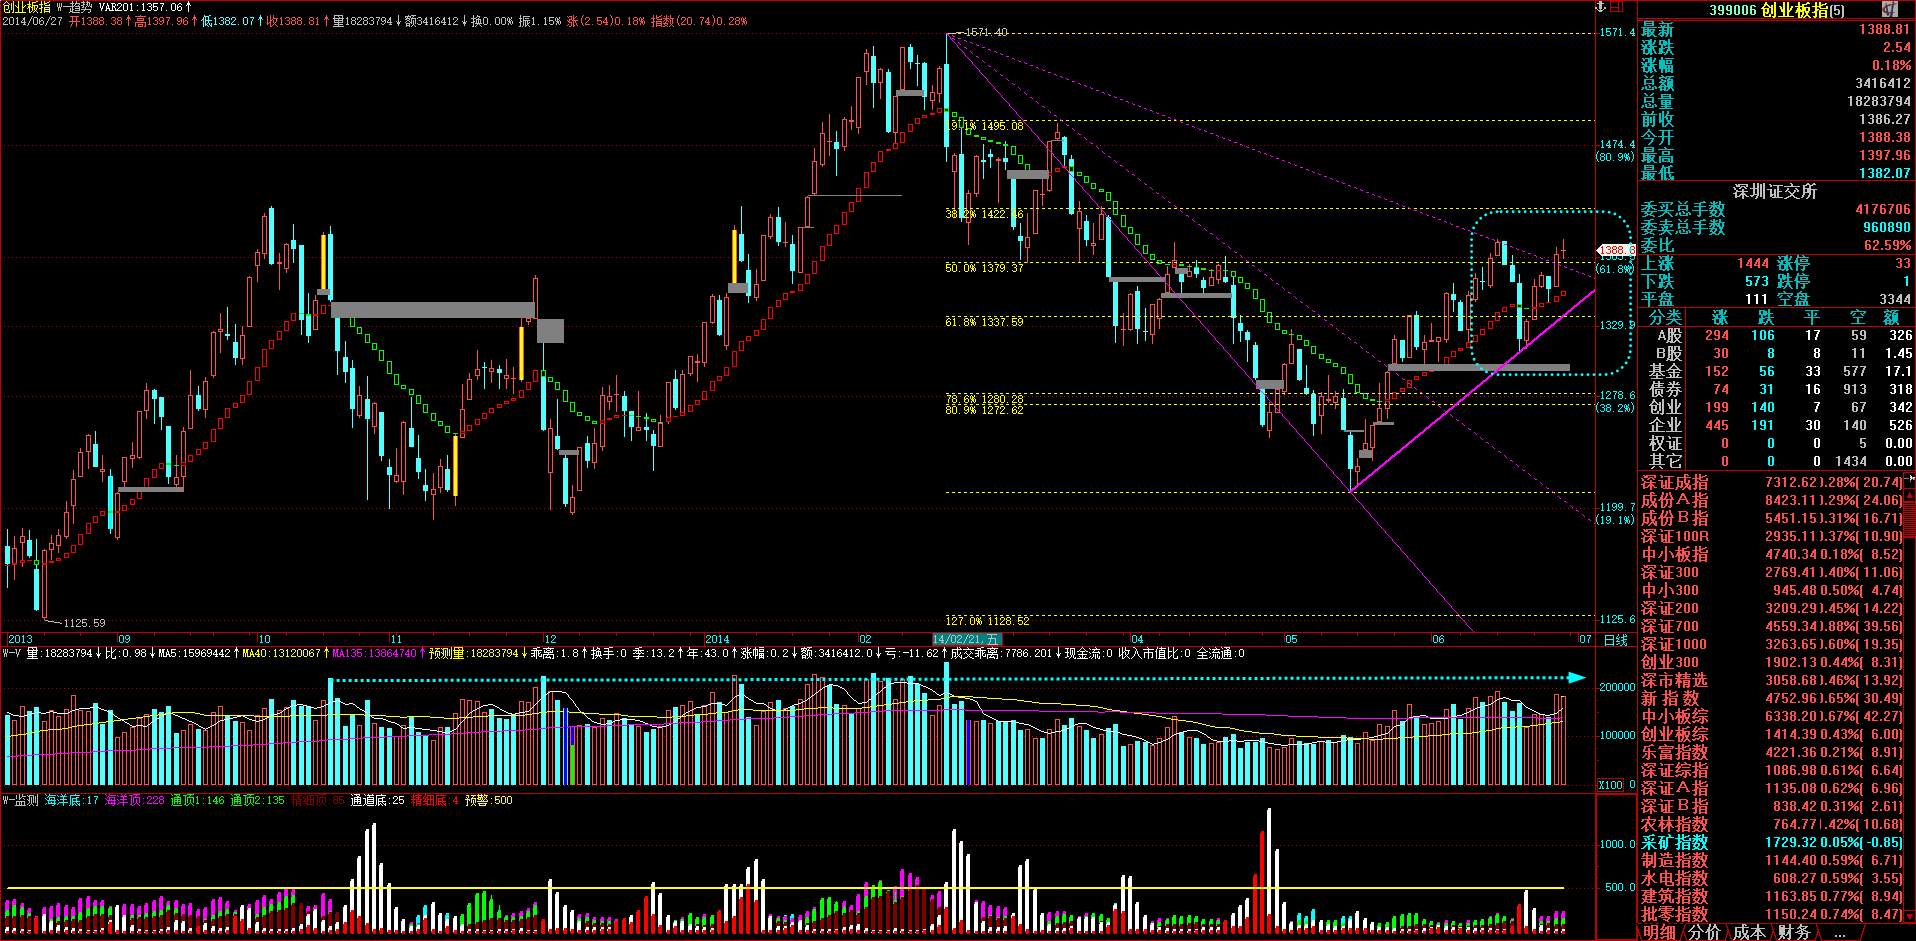 创业板指 W-趋势 VAR201:1357.06↑
2014/06/27 开1388.38↑高1397.96↑低1382.07↑收1388.81↑量18283794↓额3416412↓换0.00% 振1.15% 涨(2.54)0.18% 指数(20.74)0.28%
1571.40
19.1% 1495.08
38.2% 1422.46
50.0% 1379.37
61.8% 1337.59
78.6% 1280.28
80.9% 1272.62
127.0% 1128.52
1125.59
1571.4
1474.4
(80.9%)
1388.8
(61.8%)
1329.9
1278.6
(38.2%)
1199.7
(19.1%)
1125.6
2013 09 10 11 12 2014 02 14/02/21,五 04 05 06 07 日线
W-V 量:18283794↓比:0.98↓MA5:15969442↑MA40:13120067↑MA135:13864740↑预测量:18283794↓乖离:1.8↑换手:0 季:13.2↑年:43.0↑涨幅:0.2↓额:3416412.0↓亏:-11.62↑成交乖离:7786.201↓现金流:0 收入市值比:0 全流通:0
200000
100000
X100 0
W-监测 海洋底:17 海洋顶:228 通顶1:146 通顶2:135 精细顶:85 通道底:25 精细底:4 预警:500
1000.0
500.0
0.0
399006 创业板指(5)
最新 1388.81
涨跌 2.54
涨幅 0.18%
总额 3416412
总量 18283794
前收 1386.27
今开 1388.38
最高 1397.96
最低 1382.07
深圳证交所
委买总手数 4176706
委卖总手数 960890
委比 62.59%
上涨 1444 涨停 33
下跌 573 跌停 1
平盘 111 空盘 3344
分类 涨 跌 平 空 额
A股 294 106 17 59 326
B股 30 8 8 11 1.45
基金 152 56 33 577 17.1
债券 74 31 16 913 318
创业 199 140 7 67 342
企业 445 191 30 140 526
权证 0 0 0 5 0.00
其它 0 0 0 1434 0.00
深证成指 7312.62 0.28%( 20.74)
成份A指 8423.11 0.29%( 24.06)
成份B指 5451.15 0.31%( 16.71)
深证100R 2935.11 0.37%( 10.90)
中小板指 4740.34 0.18%( 8.52)
深证300 2769.41 0.40%( 11.06)
中小300 945.48 0.50%( 4.74)
深证200 3209.29 0.45%( 14.22)
深证700 4559.34 0.88%( 39.56)
深证1000 3263.65 0.60%( 19.35)
创业300 1902.13 0.44%( 8.31)
深市精选 3058.68 0.46%( 13.92)
新 指 数 4752.96 0.65%( 30.49)
中小板综 6338.20 0.67%( 42.27)
创业板综 1414.39 0.43%( 6.00)
乐富指数 4221.36 0.21%( 8.91)
深证综指 1086.98 0.61%( 6.64)
深证A指 1135.08 0.62%( 6.96)
深证B指 838.42 0.31%( 2.61)
农林指数 764.77 1.42%( 10.68)
采矿指数 1729.32 0.05%( -0.85)
制造指数 1144.40 0.59%( 6.71)
水电指数 608.27 0.59%( 3.55)
建筑指数 1163.85 0.77%( 8.94)
批零指数 1150.24 0.74%( 8.47)
明细 分价 成本 财务 ...